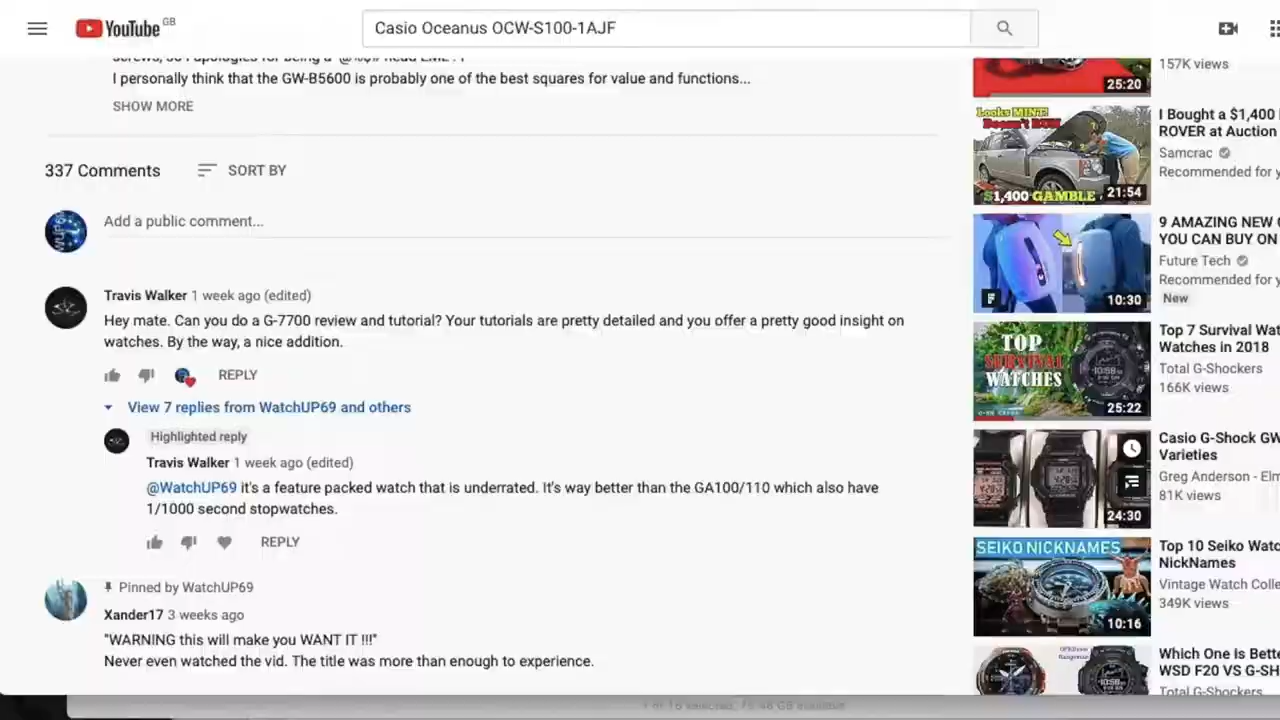 YouTube GB
Casio Oceanus OCW-S100-1AJF
I personally think that the GW-B5600 is probably one of the best squares for value and functions...
SHOW MORE
337 Comments
SORT BY
Add a public comment...
Travis Walker 1 week ago (edited)
Hey mate. Can you do a G-7700 review and tutorial? Your tutorials are pretty detailed and you offer a pretty good insight on
watches. By the way, a nice addition.
REPLY
View 7 replies from WatchUP69 and others
Highlighted reply
Travis Walker 1 week ago (edited)
@WatchUP69 it's a feature packed watch that is underrated. It's way better than the GA100/110 which also have
1/1000 second stopwatches.
REPLY
Pinned by WatchUP69
Xander17 3 weeks ago
"WARNING this will make you WANT IT !!!"
Never even watched the vid. The title was more than enough to experience.
157K views
25:20
Looks MINT!
Doesn't RUN
$1,400 GAMBLE
21:54
I Bought a $1,400
ROVER at Auction
Samcrac
Recommended for y
10:30
9 AMAZING NEW
YOU CAN BUY ON
Future Tech
Recommended for y
New
TOP
SURVIVAL
WATCHES
25:22
Top 7 Survival Wat
Watches in 2018
Total G-Shockers
166K views
24:30
Casio G-Shock GW
Varieties
Greg Anderson - Elm
81K views
SEIKO NICKNAMES
10:16
Top 10 Seiko Watc
NickNames
Vintage Watch Colle
349K views
Which One Is Bette
WSD F20 VS G-SH
Total G-Shockers